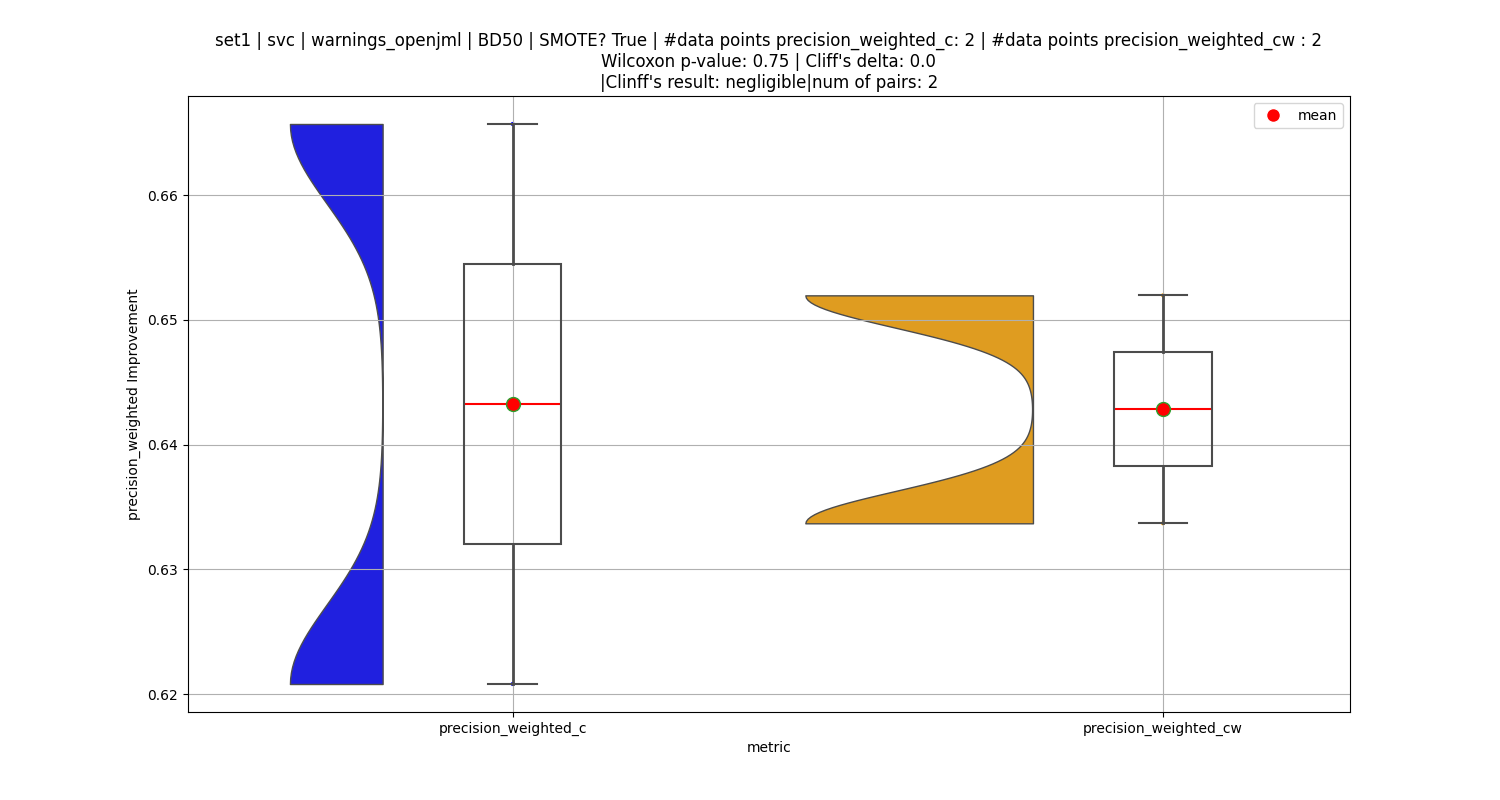 set1 | svc | warnings_openjml | BD50 | SMOTE? True | #data points precision_weighted_c: 2 | #data points precision_weighted_cw : 2
Wilcoxon p-value: 0.75 | Cliff's delta: 0.0
|Clinff's result: negligible|num of pairs: 2
mean
0.66
0.65
0.64
0.63
0.62
precision_weighted Improvement
precision_weighted_c
precision_weighted_cw
metric